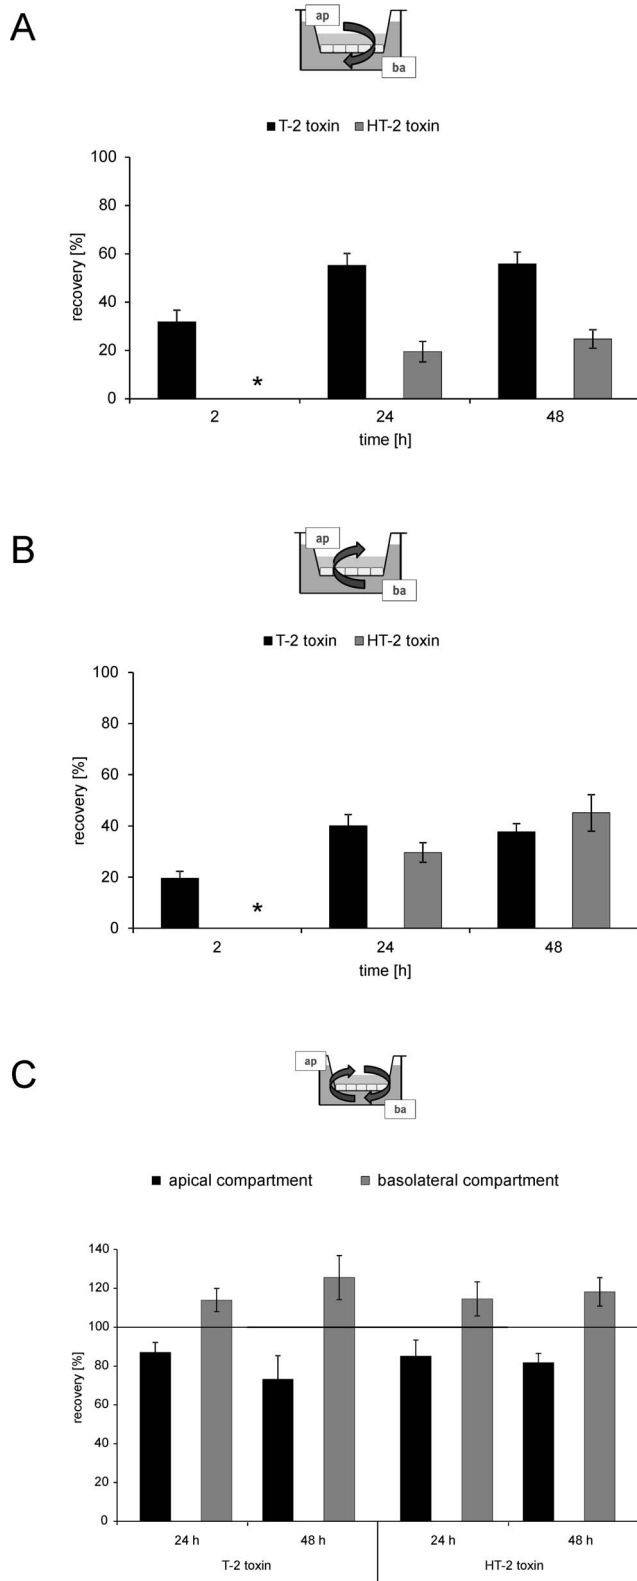 A
ap
ba
T-2 toxin HT-2 toxin
100
80
60
40
20
0
recovery [%]
*
2 24 48
time [h]
B
ap
ba
T-2 toxin HT-2 toxin
100
80
60
40
20
0
recovery [%]
*
2 24 48
time [h]
C
ap
ba
apical compartment basolateral compartment
140
120
100
80
60
40
20
0
recovery [%]
24 h 48 h 24 h 48 h
T-2 toxin HT-2 toxin